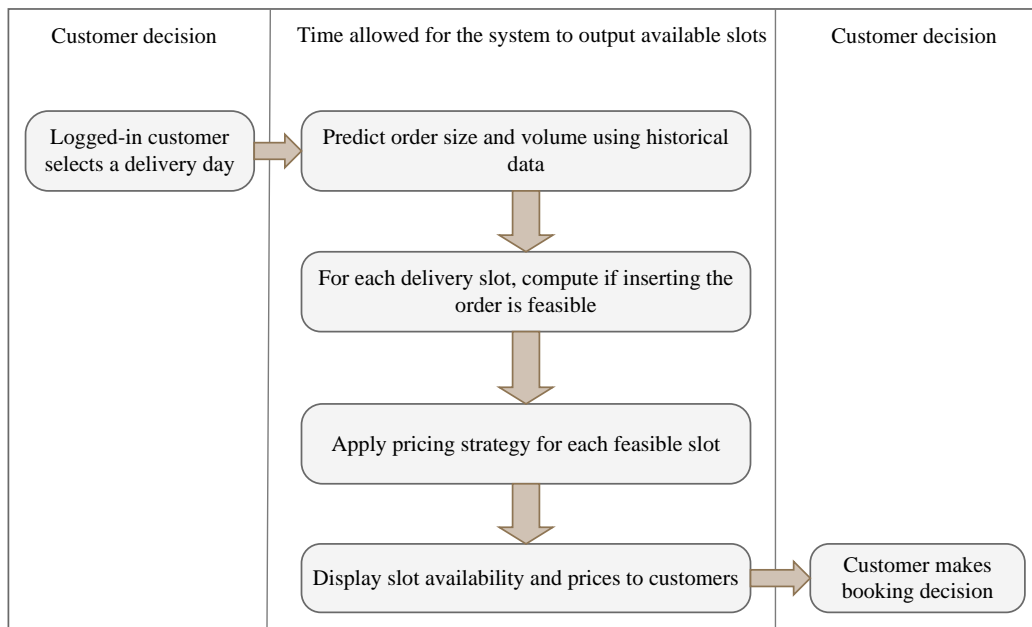 Customer decision
Time allowed for the system to output available slots
Customer decision
Logged-in customer
selects a delivery day
Predict order size and volume using historical
data
For each delivery slot, compute if inserting the
order is feasible
Apply pricing strategy for each feasible slot
Display slot availability and prices to customers
Customer makes
booking decision